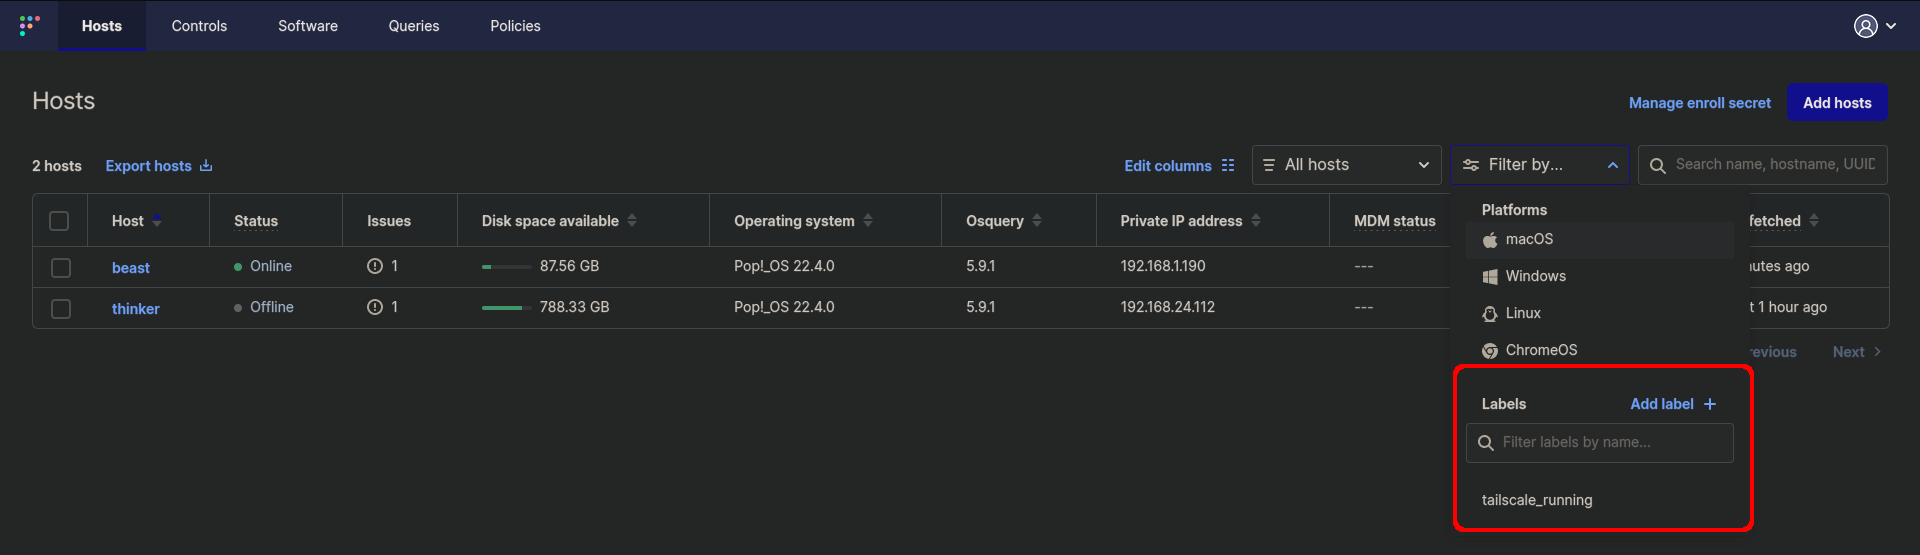 Hosts Controls Software Queries Policies
Hosts
Manage enroll secret Add hosts
2 hosts Export hosts Edit columns All hosts Filter by... Search name, hostname, UUID
Host Status Issues Disk space available Operating system Osquery Private IP address MDM status fetched
beast Online 1 87.56 GB Pop!_OS 22.4.0 5.9.1 192.168.1.190 --- ago
thinker Offline 1 788.33 GB Pop!_OS 22.4.0 5.9.1 192.168.24.112 --- 1 hour ago
Next
Platforms
macOS
Windows
Linux
ChromeOS
Labels Add label +
Filter labels by name...
tailscale_running